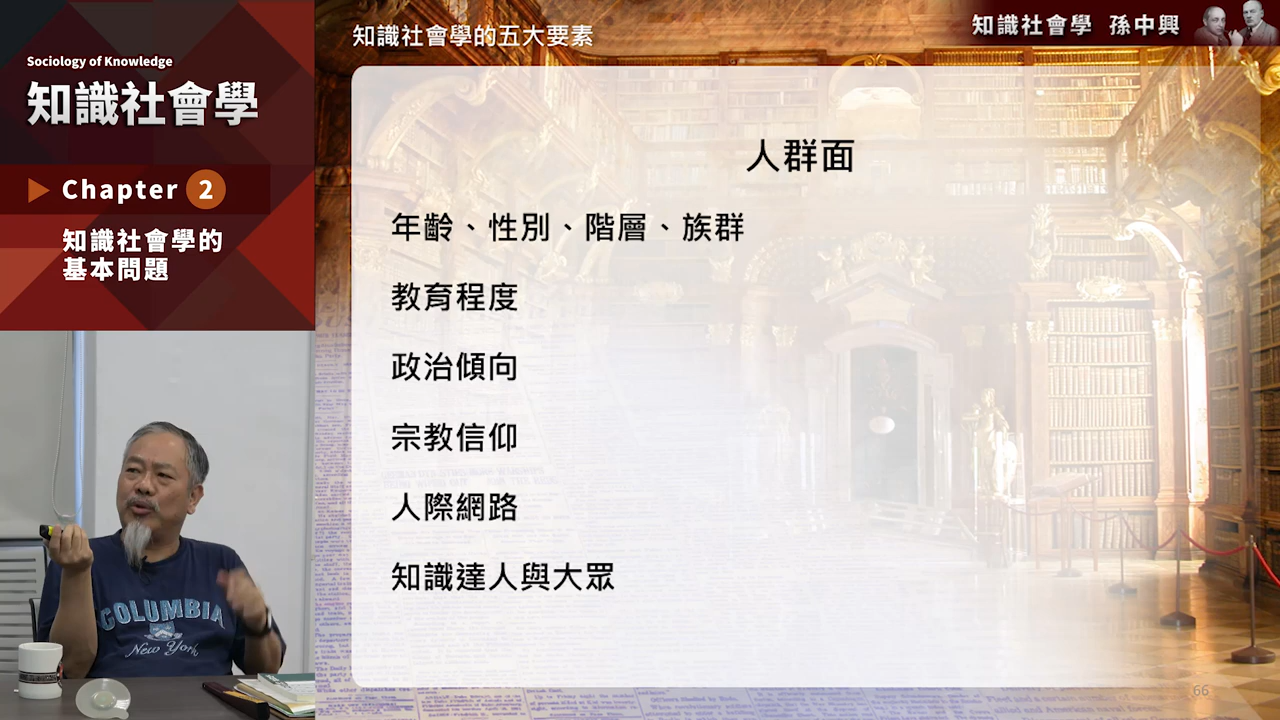 Sociology of Knowledge
知識社會學
Chapter 2
知識社會學的
基本問題
知識社會學的五大要素
知識社會學 孫中興
人群面
年齡、性別、階層、族群
教育程度
政治傾向
宗教信仰
人際網路
知識達人與大眾
COLUMBIA
New York
66